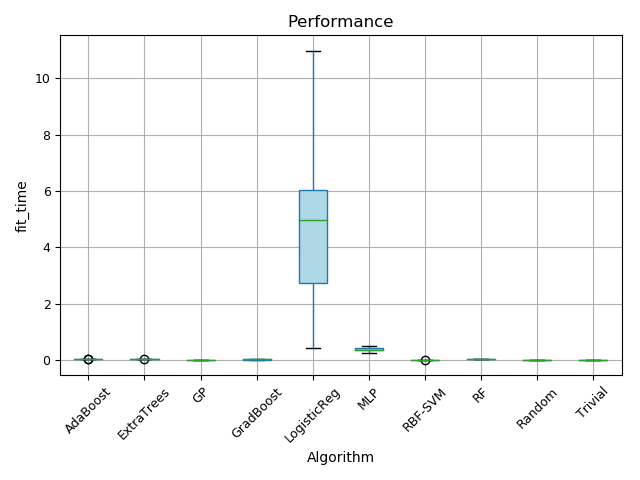 Performance
fit_time
10
8
6
4
2
0
AdaBoost
ExtraTrees
GP
GradBoost
LogisticReg
MLP
RBF-SVM
RF
Random
Trivial
Algorithm